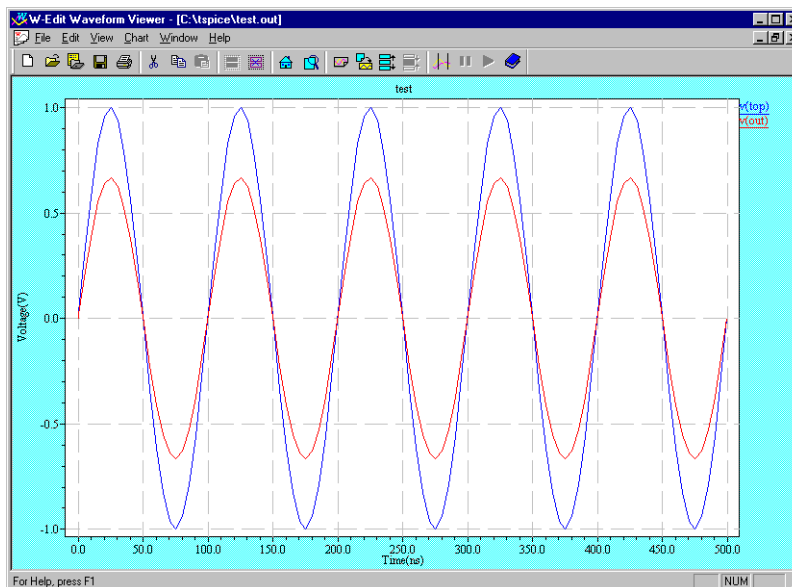 W-Edit Waveform Viewer - [C:\tspice\test.out]
File Edit View Chart Window Help
test
v(top)
v(out)
1.0
0.5
0.0
-0.5
-1.0
Voltage(V)
0.0 50.0 100.0 150.0 200.0 250.0 300.0 350.0 400.0 450.0 500.0
Time(ns)
For Help, press F1
NUM